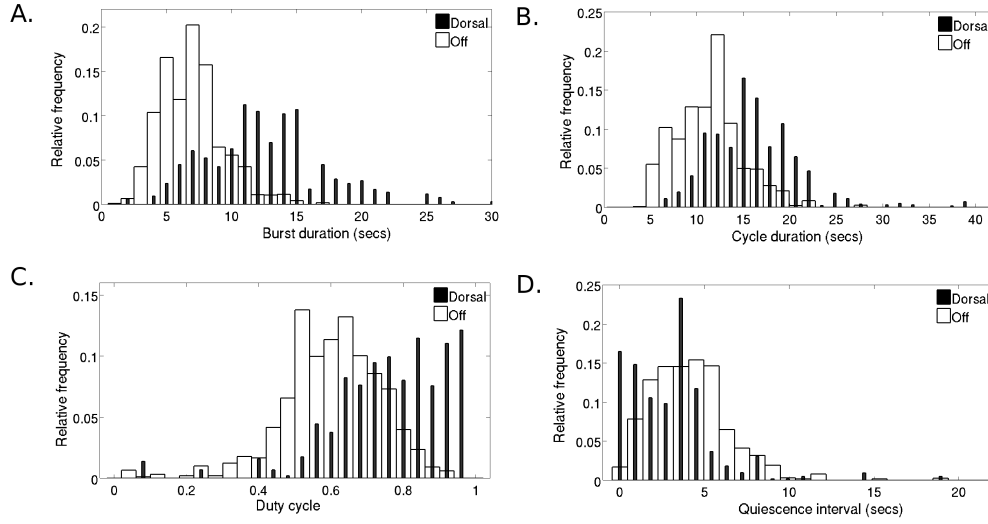 A.
Relative frequency
0.2
0.15
0.1
0.05
0
0 5 10 15 20 25 30
Burst duration (secs)
Dorsal
Off
B.
Relative frequency
0.25
0.2
0.15
0.1
0.05
0
0 5 10 15 20 25 30 35 40
Cycle duration (secs)
Dorsa
Off
C.
Relative frequency
0.15
0.1
0.05
0
0 0.2 0.4 0.6 0.8 1
Duty cycle
Dorsal
Off
D.
Relative frequency
0.25
0.2
0.15
0.1
0.05
0
0 5 10 15 20
Quiescence interval (secs)
Dorsal
Off